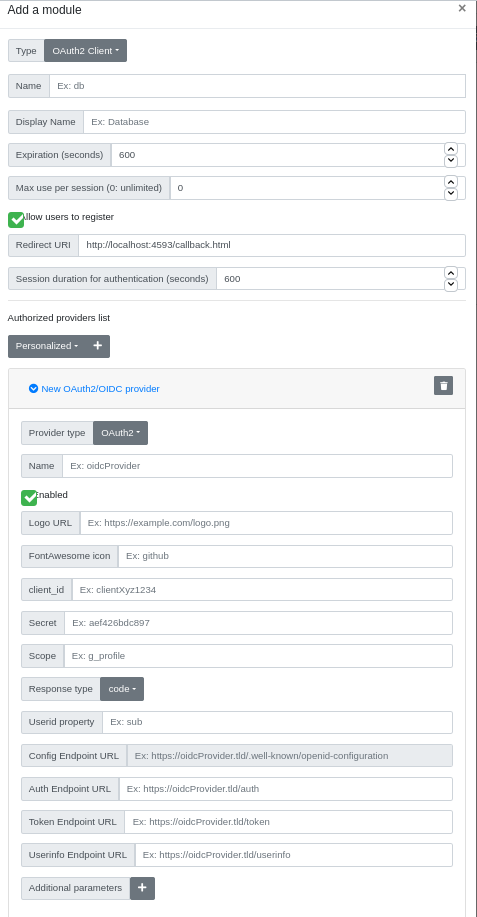 Add a module ×
Type OAuth2 Client
Name Ex: db
Display Name Ex: Database
Expiration (seconds) 600
Max use per session (0: unlimited) 0
Allow users to register
Redirect URI http://localhost:4593/callback.html
Session duration for authentication (seconds) 600
Authorized providers list
Personalized +
New OAuth2/OIDC provider
Provider type OAuth2
Name Ex: oidcProvider
Enabled
Logo URL Ex: https://example.com/logo.png
FontAwesome icon Ex: github
client_id Ex: clientXyz1234
Secret Ex: aef426bdc897
Scope Ex: g_profile
Response type code
Userid property Ex: sub
Config Endpoint URL Ex: https://oidcProvider.tld/.well-known/openid-configuration
Auth Endpoint URL Ex: https://oidcProvider.tld/auth
Token Endpoint URL Ex: https://oidcProvider.tld/token
Userinfo Endpoint URL Ex: https://oidcProvider.tld/userinfo
Additional parameters +